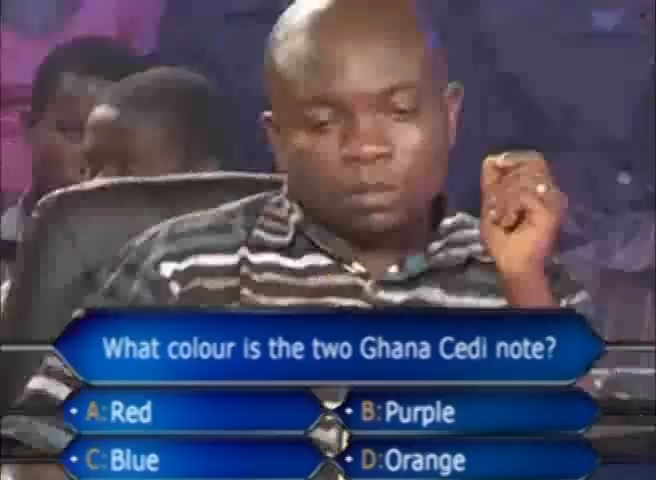 What colour is the two Ghana Cedi note?
A: Red
B: Purple
C: Blue
D: Orange